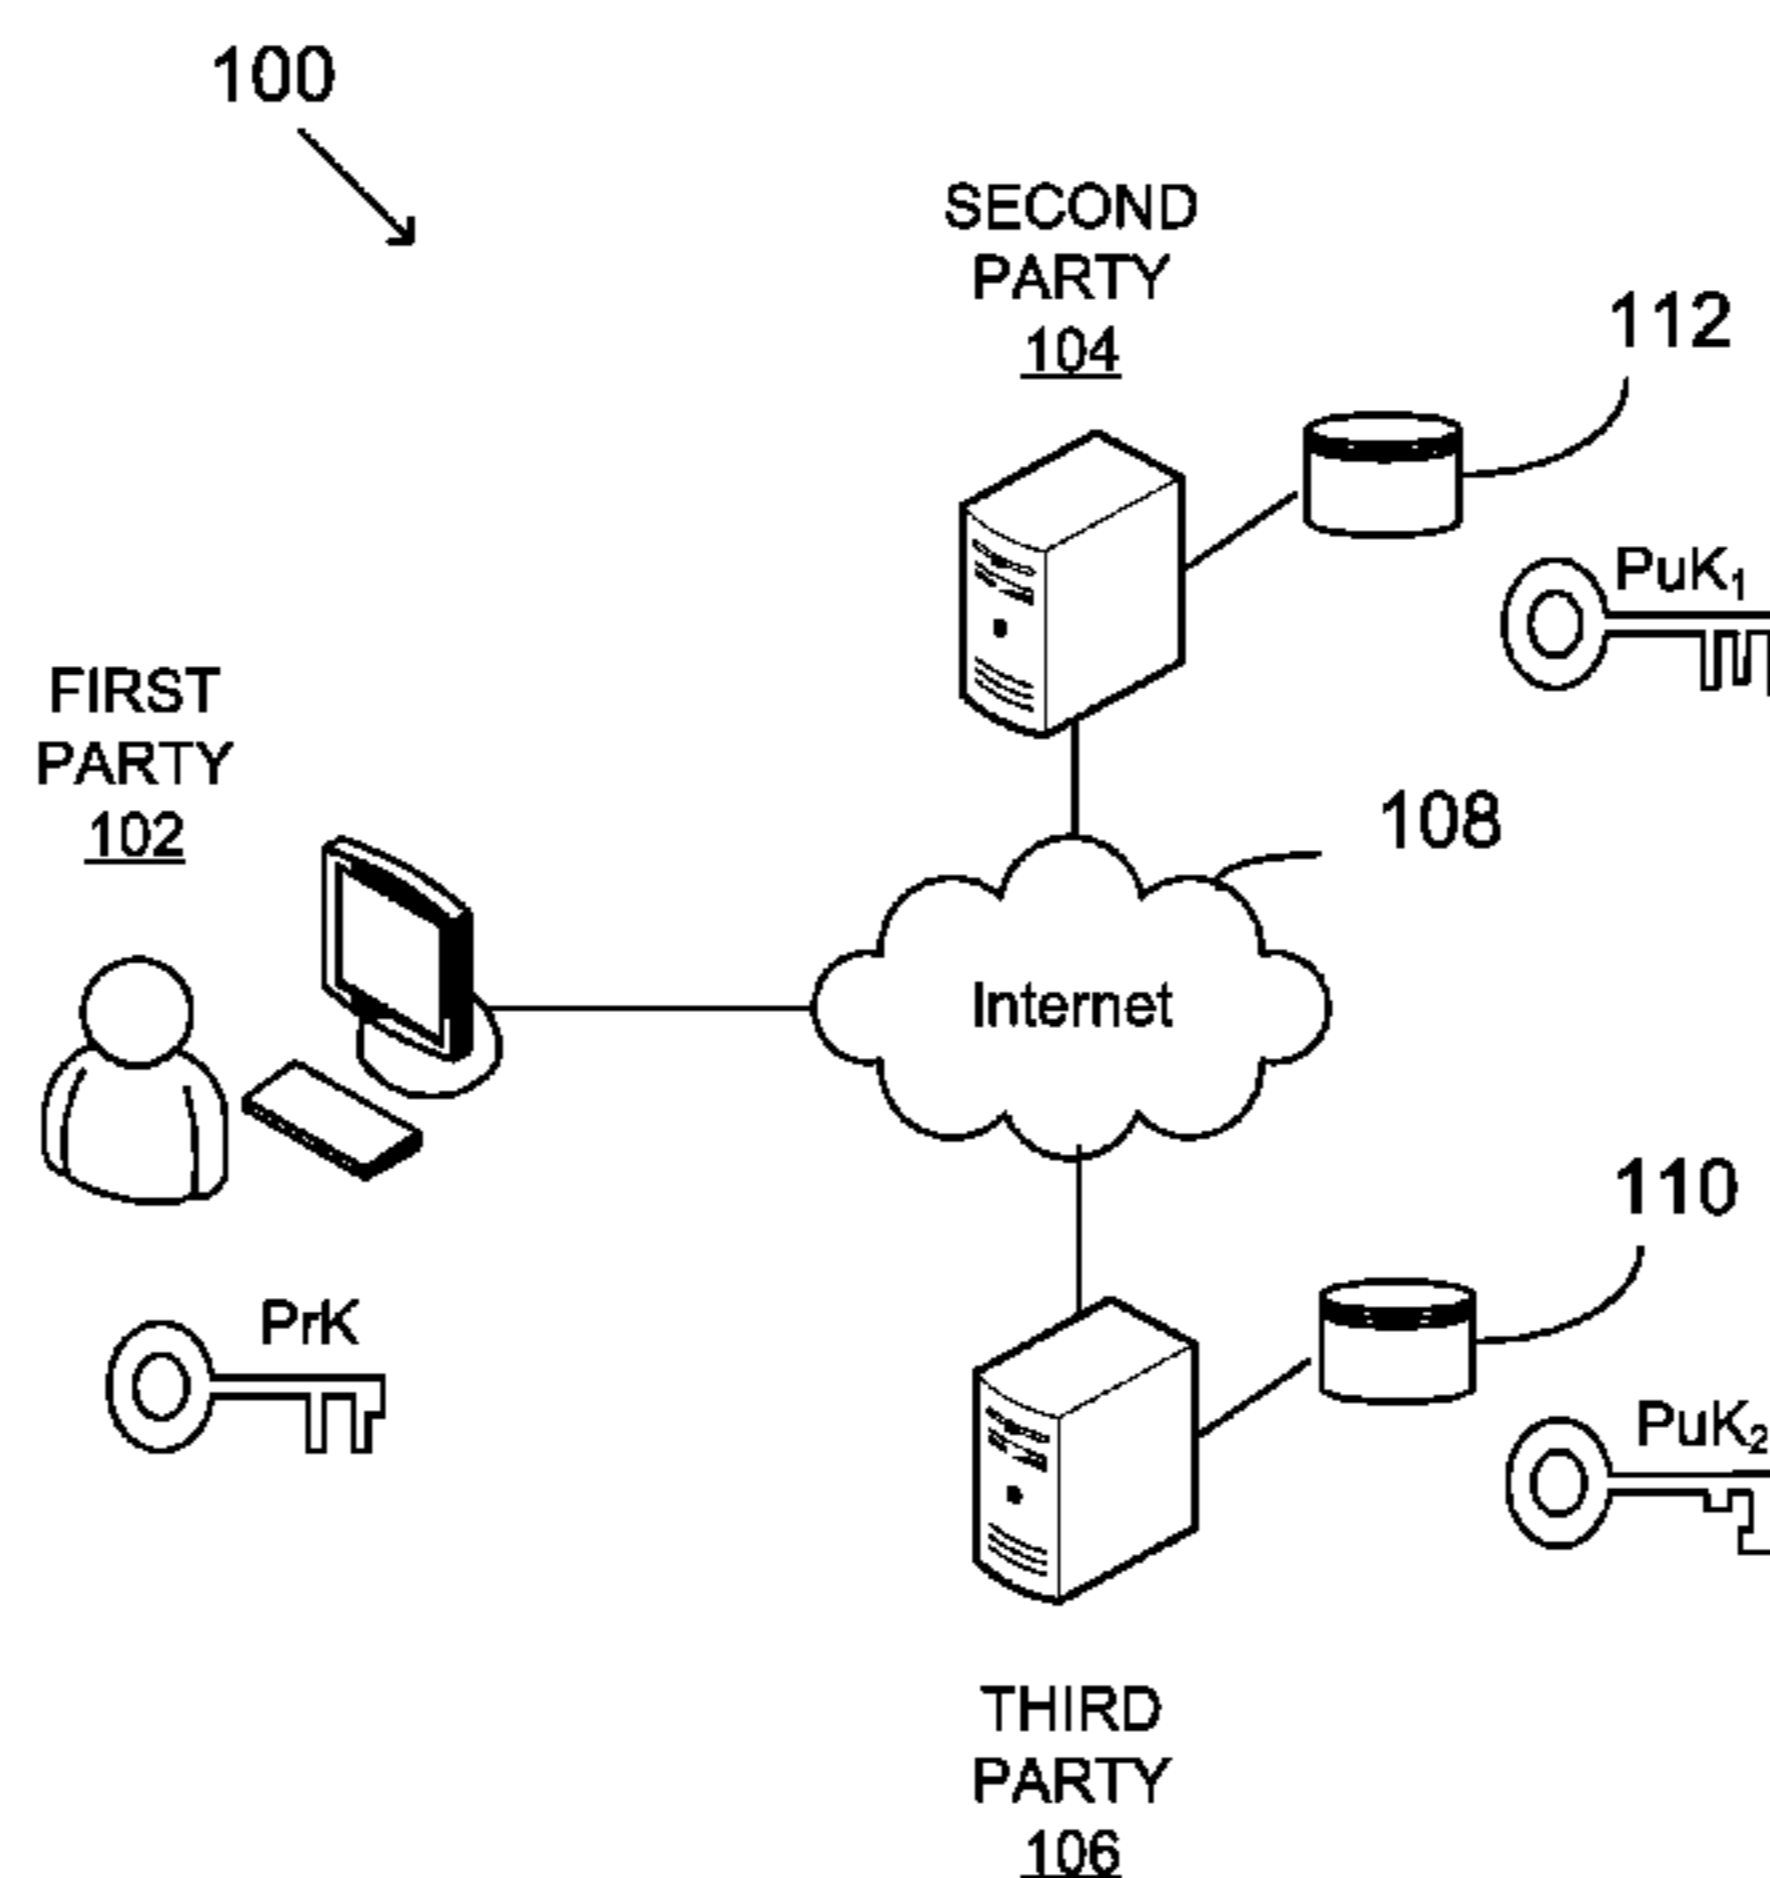 100
SECOND
PARTY
104
112
PuK₁
FIRST
PARTY
102
108
Internet
110
PrK
PuK₂
THIRD
PARTY
106